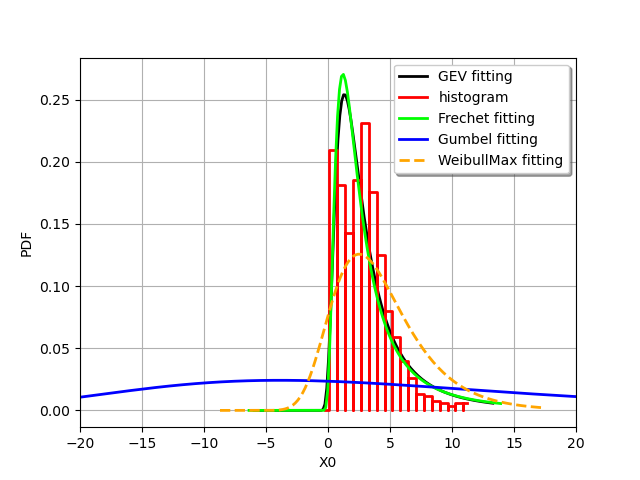 GEV fitting
histogram
Frechet fitting
Gumbel fitting
WeibullMax fitting
PDF
0.25
0.20
0.15
0.10
0.05
0.00
−20 −15 −10 −5 0 5 10 15 20
X0